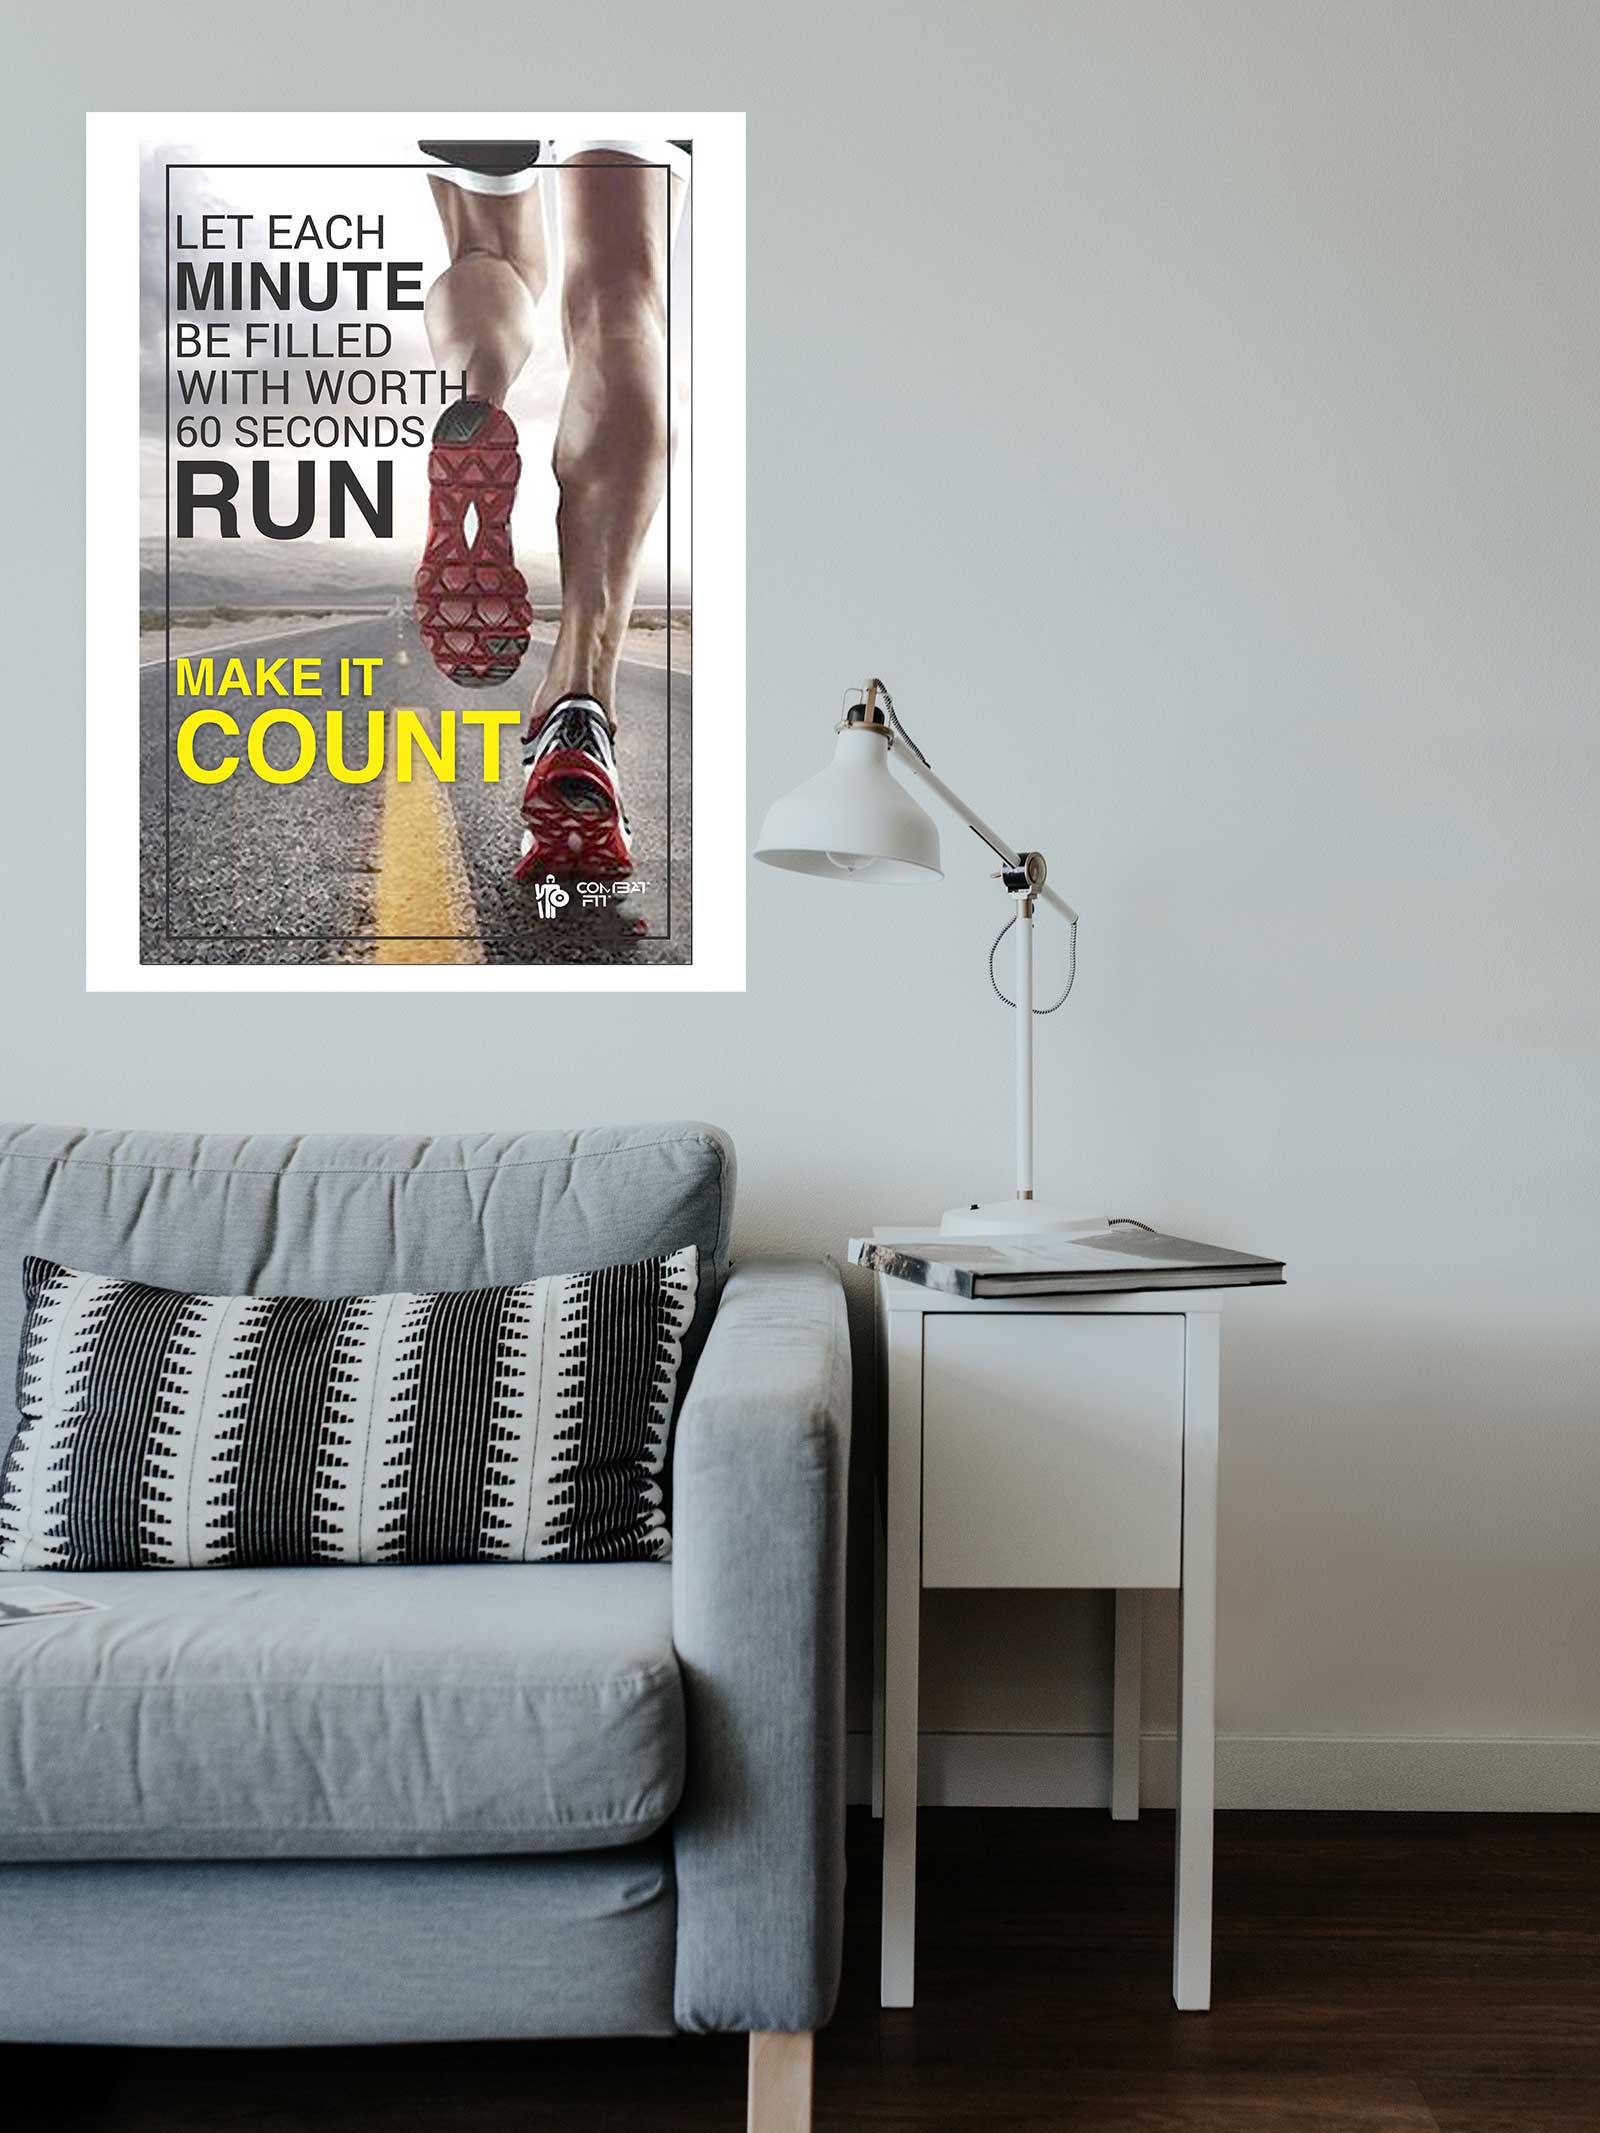 LET EACH
MINUTE
BE FILLED
WITH WORTH
60 SECONDS
RUN
MAKE IT
COUNT
COMBAT
FIT